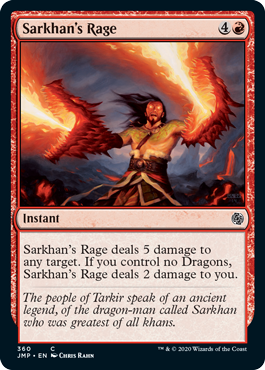 Sarkhan's Rage 4
Instant
Sarkhan's Rage deals 5 damage to
any target. If you control no Dragons,
Sarkhan's Rage deals 2 damage to you.
The people of Tarkir speak of an ancient
legend, of the dragon-man called Sarkhan
who was greatest of all khans.
360 C
JMP • EN Chris Rahn ™ & © 2020 Wizards of the Coast